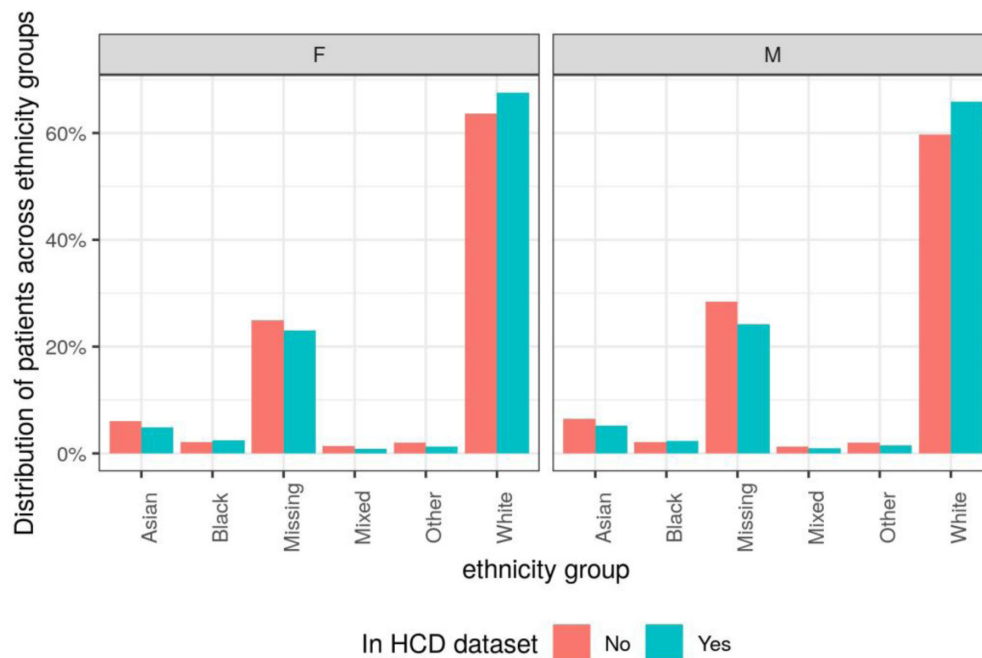 Distribution of patients across ethnicity groups
F
M
60%
40%
20%
0%
Asian
Black
Missing
Mixed
Other
White
Asian
Black
Missing
Mixed
Other
White
ethnicity group
In HCD dataset No Yes